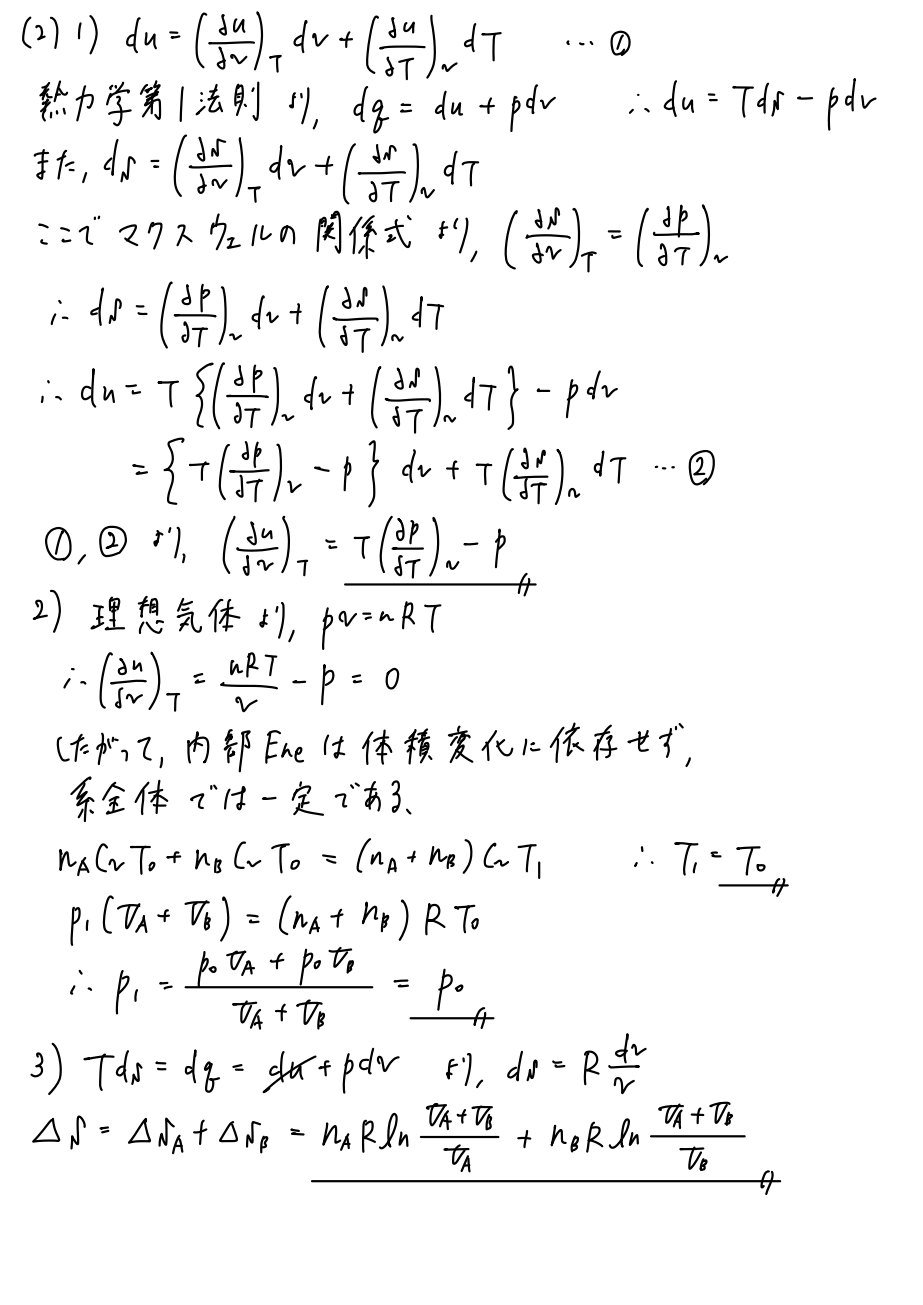 (2) 1) du = (∂u/∂v)_T dv + (∂u/∂T)_v dT … ①
熱力学第1法則 より, dq = du + pdv ∴ du = Tds − pdv
また, ds = (∂s/∂v)_T dv + (∂s/∂T)_v dT
ここで マクスウェルの 関係式 より, (∂s/∂v)_T = (∂p/∂T)_v
∴ ds = (∂p/∂T)_v dv + (∂s/∂T)_v dT
∴ du = T{(∂p/∂T)_v dv + (∂s/∂T)_v dT} − pdv
= {T(∂p/∂T)_v − p} dv + T(∂s/∂T)_v dT … ②
①, ② より, (∂u/∂v)_T = T(∂p/∂T)_v − p
2) 理想気体 より, pv = nRT
∴ (∂u/∂v)_T = nRT/v − p = 0
したがって, 内部Eneは体積変化に依存せず,
系全体では一定である、
n_A C_v T_0 + n_B C_v T_0 = (n_A + n_B) C_v T_1 ∴ T_1 = T_0
p_1 (V_A + V_B) = (n_A + n_B) R T_0
∴ p_1 = (p_0 V_A + p_0 V_B)/(V_A + V_B) = p_0
3) Tds = dq = du + pdv より, ds = R dv/v
Δs = Δs_A + Δs_B = n_A R ln (V_A + V_B)/V_A + n_B R ln (V_A + V_B)/V_B